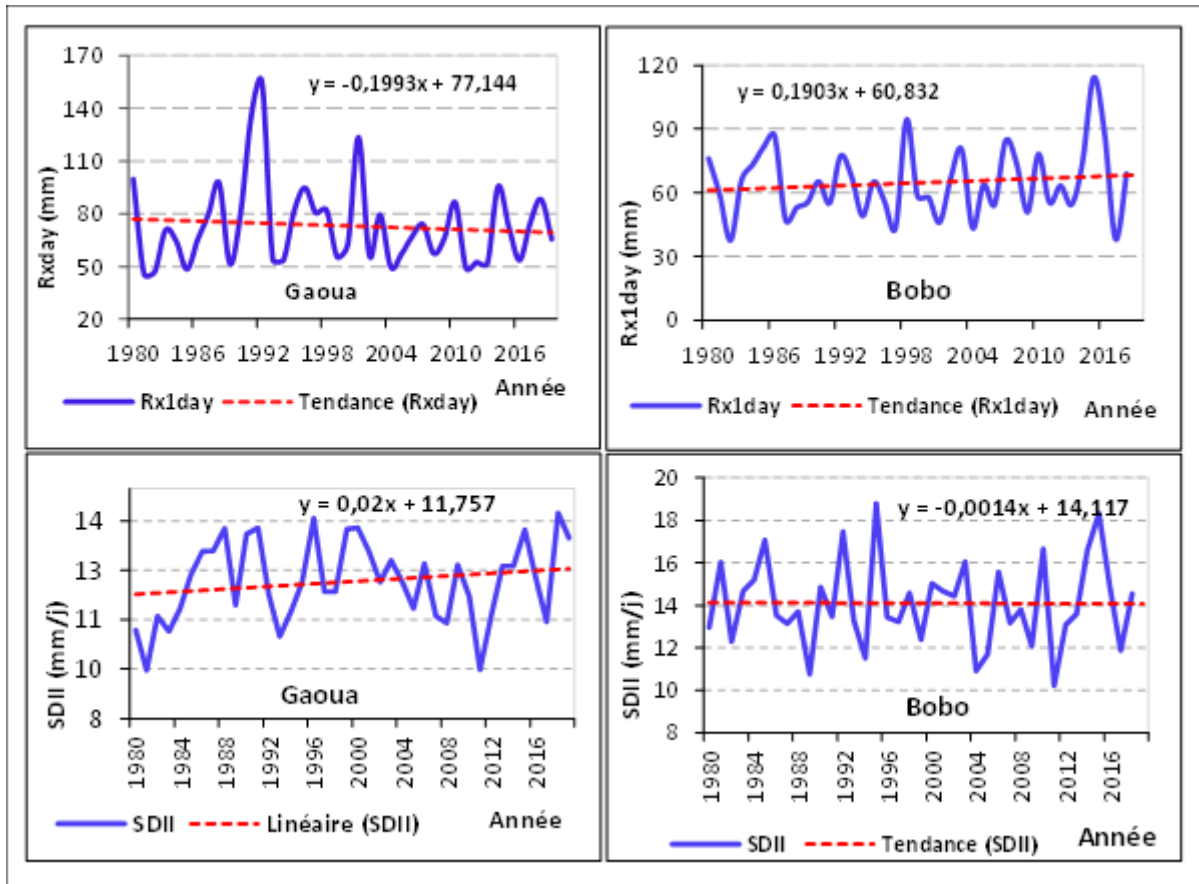 170
140
110
80
50
20
Rxday (mm)
y = -0,1993x + 77,144
Gaoua
1980 1986 1992 1998 2004 2010 2016
Année
Rx1day Tendance (Rxday)
120
90
60
30
0
Rx1day (mm)
y = 0,1903x + 60,832
Bobo
1980 1986 1992 1998 2004 2010 2016
Rx1day Tendance (Rx1day) Année
14
13
11
10
8
SDII (mm/j)
y = 0,02x + 11,757
Gaoua
1980 1984 1988 1992 1996 2000 2004 2008 2012 2016
SDII Linéaire (SDII) Année
20
18
16
14
12
10
8
SDII (mm/j)
y = -0,0014x + 14,117
Bobo
1980 1984 1988 1992 1996 2000 2004 2008 2012 2016
SDII Tendance (SDII) Année